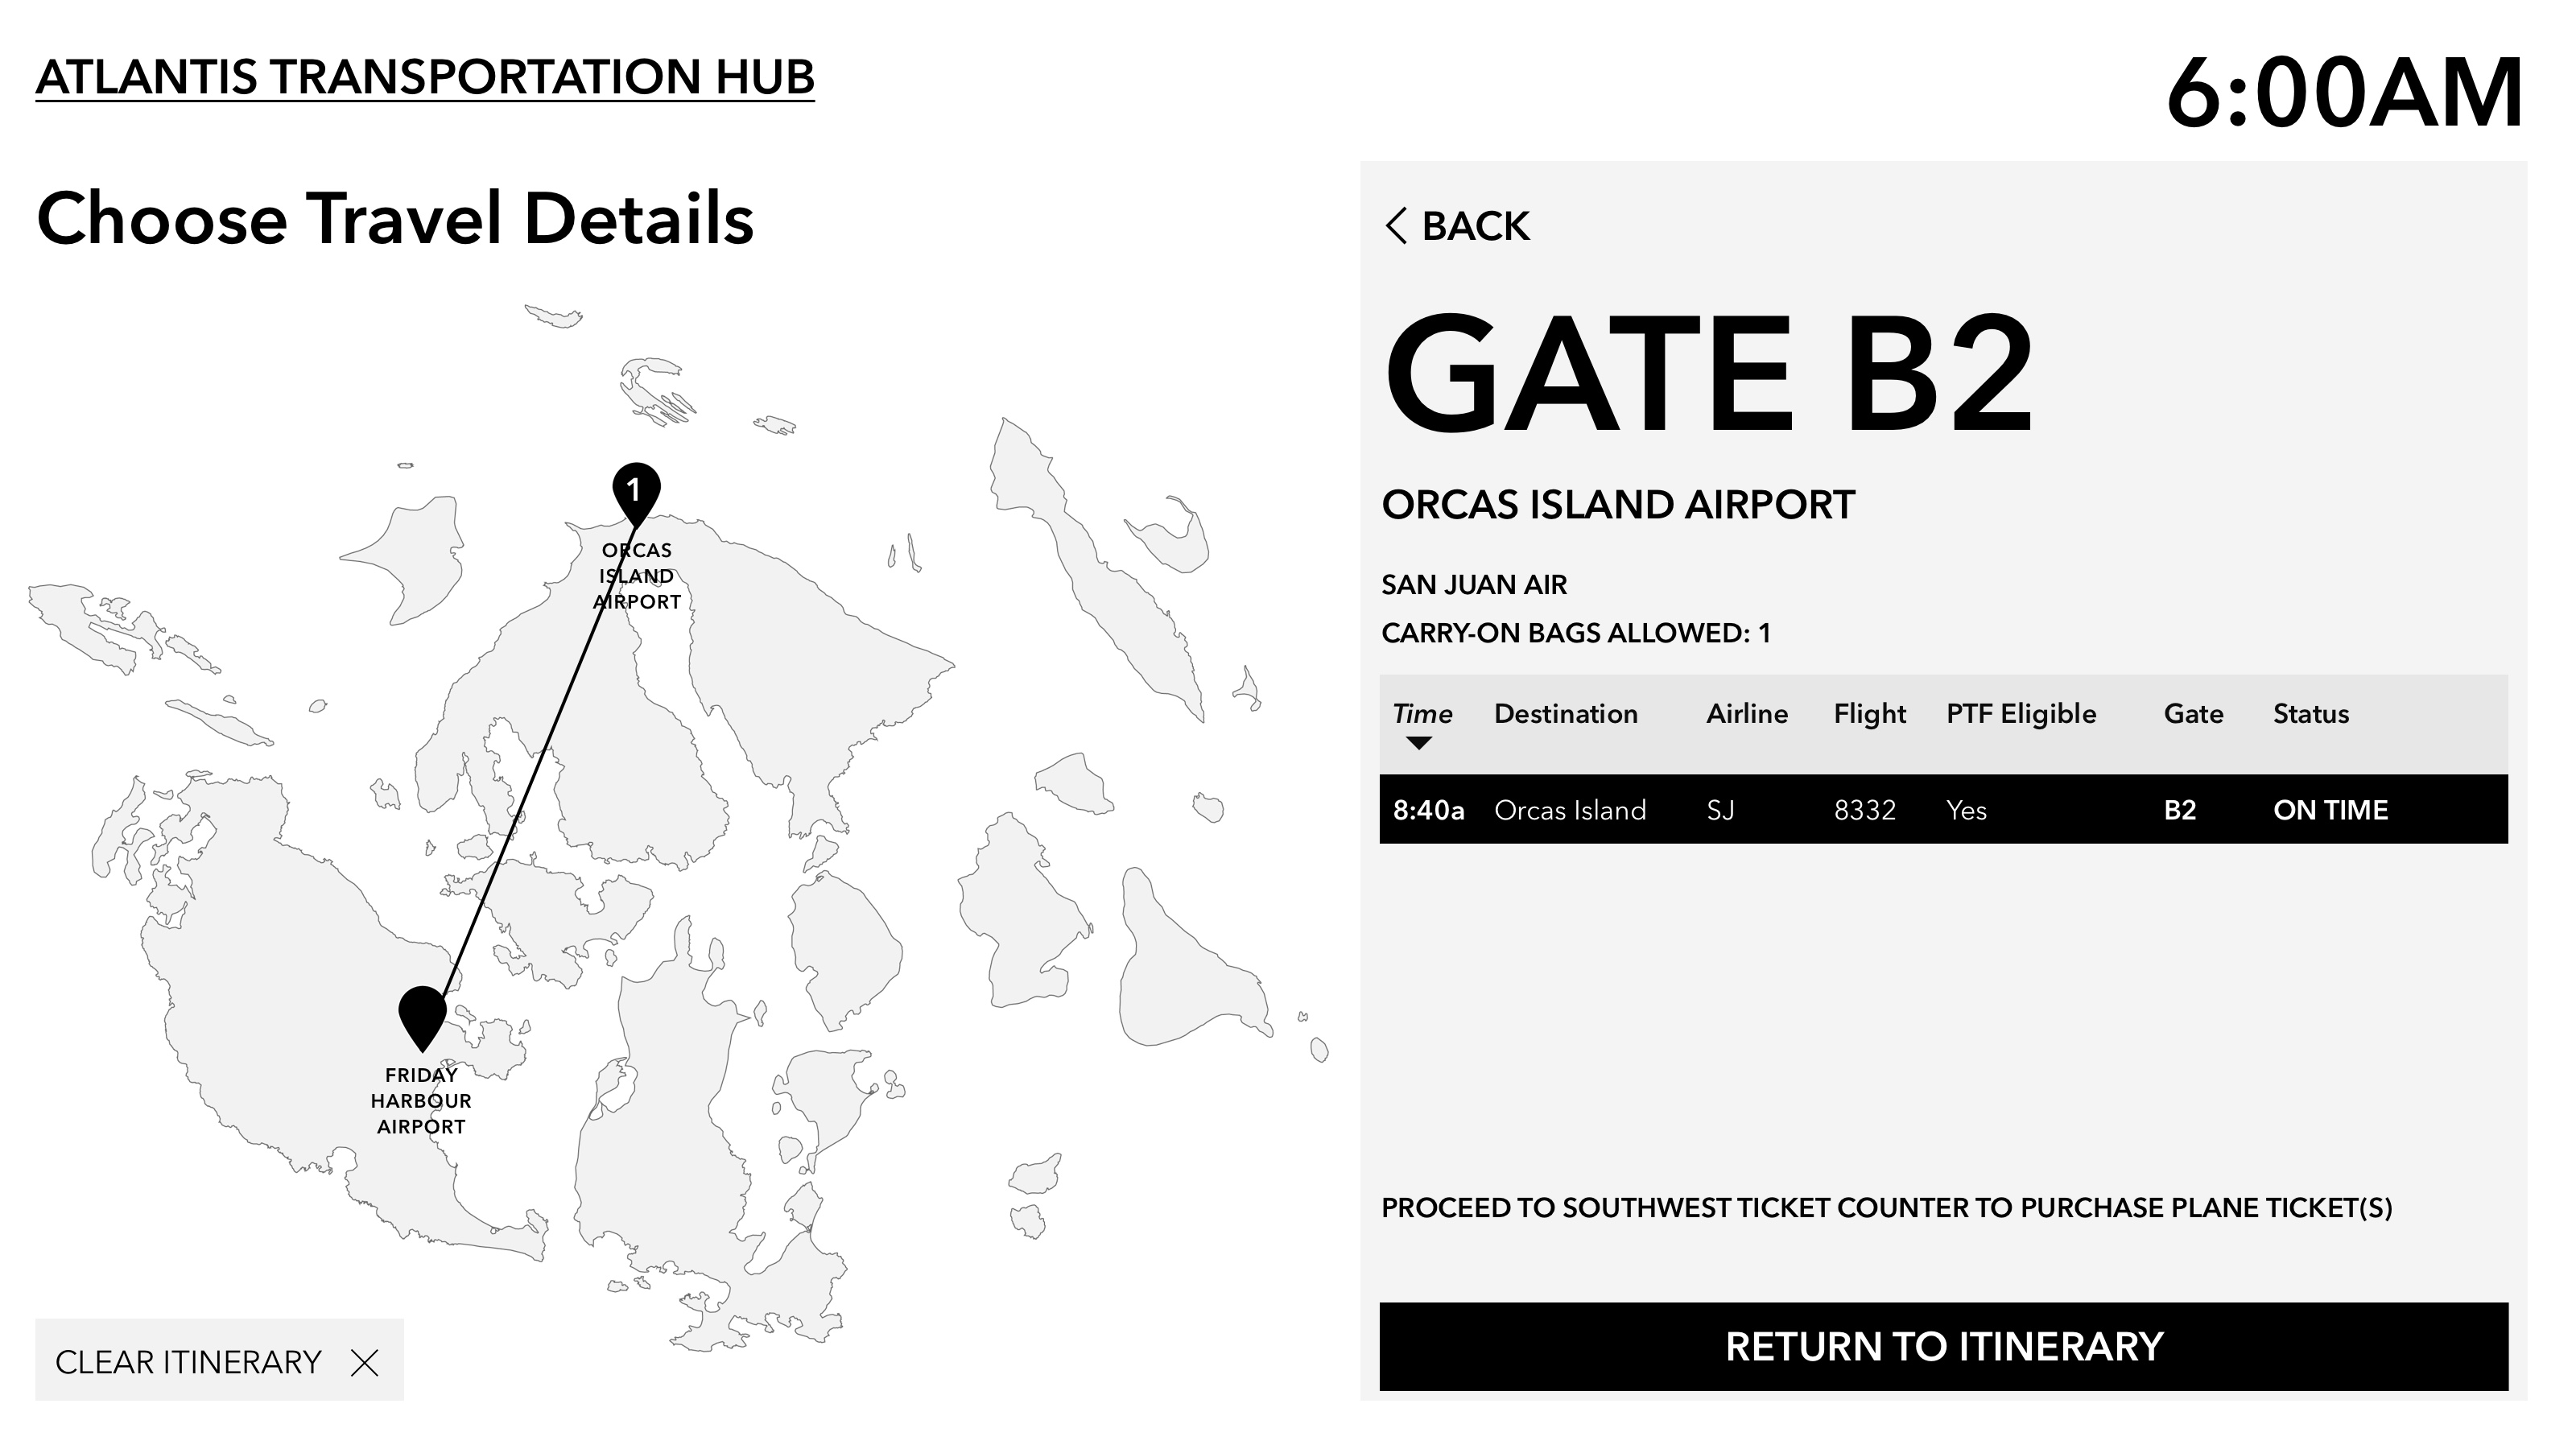 ATLANTIS TRANSPORTATION HUB
6:00AM
Choose Travel Details
1
ORCAS
ISLAND
AIRPORT
FRIDAY
HARBOUR
AIRPORT
CLEAR ITINERARY
BACK
GATE B2
ORCAS ISLAND AIRPORT
SAN JUAN AIR
CARRY-ON BAGS ALLOWED: 1
Time Destination Airline Flight PTF Eligible Gate Status
8:40a Orcas Island SJ 8332 Yes B2 ON TIME
PROCEED TO SOUTHWEST TICKET COUNTER TO PURCHASE PLANE TICKET(S)
RETURN TO ITINERARY